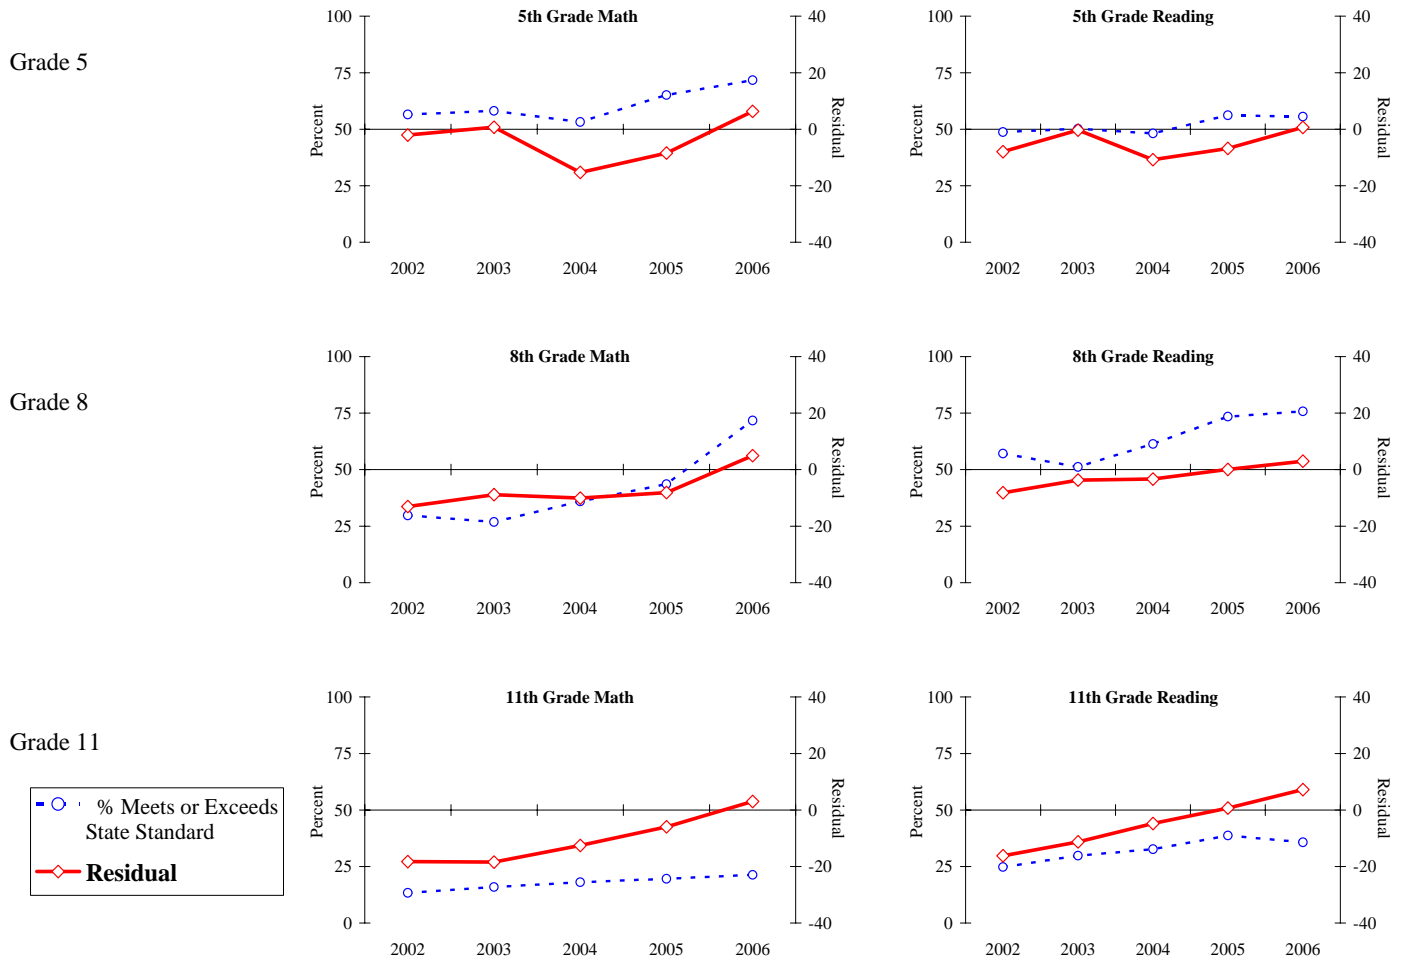 Grade 5
5th Grade Math
100
75
50
25
0
Percent
40
20
0
-20
-40
Residual
2002 2003 2004 2005 2006
5th Grade Reading
100
75
50
25
0
Percent
40
20
0
-20
-40
Residual
2002 2003 2004 2005 2006
Grade 8
8th Grade Math
100
75
50
25
0
Percent
40
20
0
-20
-40
Residual
2002 2003 2004 2005 2006
8th Grade Reading
100
75
50
25
0
Percent
40
20
0
-20
-40
Residual
2002 2003 2004 2005 2006
Grade 11
% Meets or Exceeds
State Standard
Residual
11th Grade Math
100
75
50
25
0
Percent
40
20
0
-20
-40
Residual
2002 2003 2004 2005 2006
11th Grade Reading
100
75
50
25
0
Percent
40
20
0
-20
-40
Residual
2002 2003 2004 2005 2006